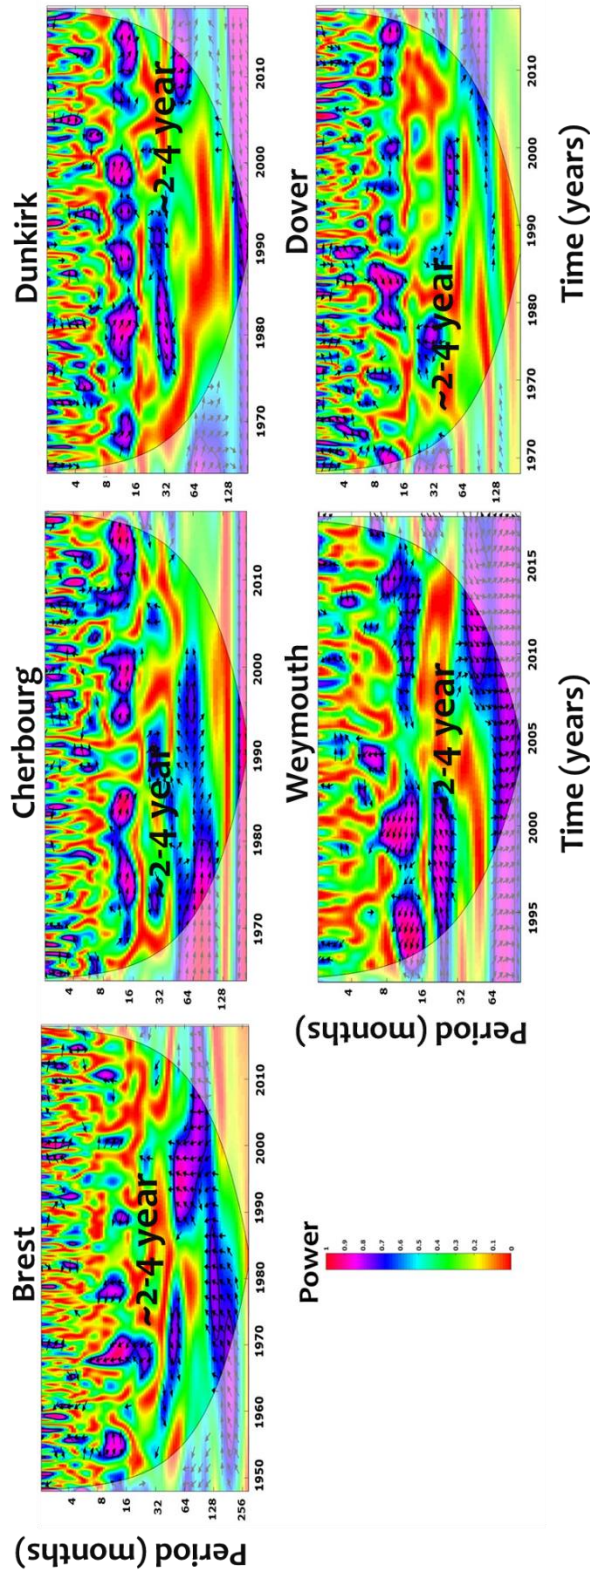 Brest
Period (months)
4
8
16
32
64
128
256
~2-4 year
1950 1960 1970 1980 1990 2000 2010
Cherbourg
4
8
16
32
64
128
~2-4 year
1970 1980 1990 2000 2010
Dunkirk
4
8
16
32
64
128
~2-4 year
1970 1980 1990 2000 2010
Power
1
0.9
0.8
0.7
0.6
0.5
0.4
0.3
0.2
0.1
0
Weymouth
Period (months)
4
8
16
32
64
~2-4 year
1995 2000 2005 2010 2015
Time (years)
Dover
4
8
16
32
64
128
~2-4 year
1970 1980 1990 2000 2010
Time (years)